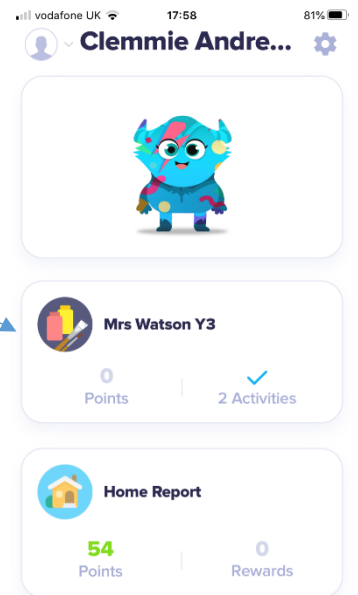 vodafone UK 17:58 81%
Clemmie Andre...
Mrs Watson Y3
0
Points
2 Activities
Home Report
54
Points
0
Rewards